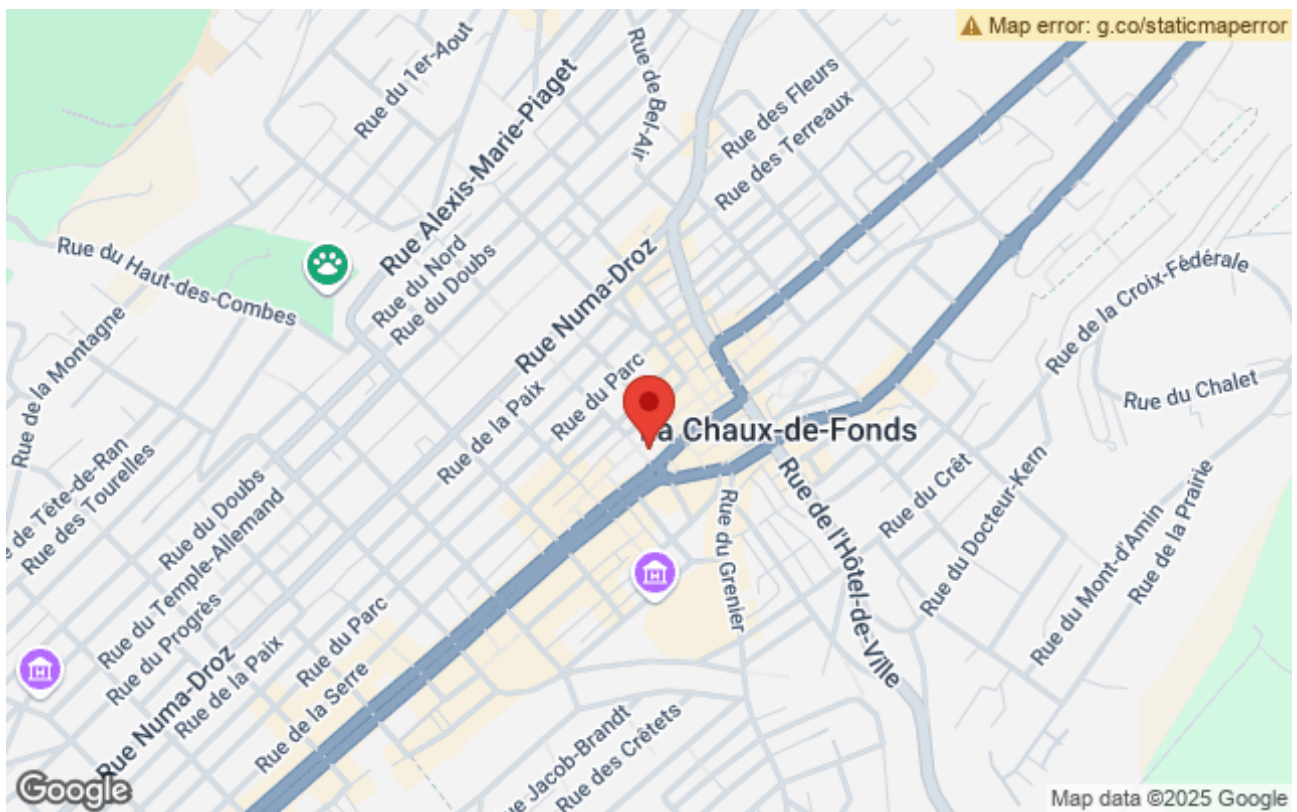 Map error: g.co/staticmaperror
Rue du 1er-Août
Rue Alexis-Marie-Piaget
Rue de Bel-Air
Rue des Fleurs
Rue des Terreaux
Rue du Haut-des-Combes
Rue du Nord
Rue du Doubs
Rue Numa-Droz
Rue de la Croix-Fédérale
Rue de la Montagne
Rue du Parc
Rue de la Paix
Rue du Chalet
a Chaux-de-Fonds
de Tête-de-Ran
Rue des Tourelles
Rue du Doubs
Rue du Temple-Allemand
Rue du Progrès
Rue Numa-Droz
Rue de la Paix
Rue du Parc
Rue de la Serre
Rue du Grenier
Rue de l'Hôtel-de-Ville
Rue du Crêt
Rue du Docteur-Kern
Rue du Mont-d'Amin
Rue de la Prairie
Jacob-Brandt
Rue des Crêtets
Google
Map data ©2025 Google